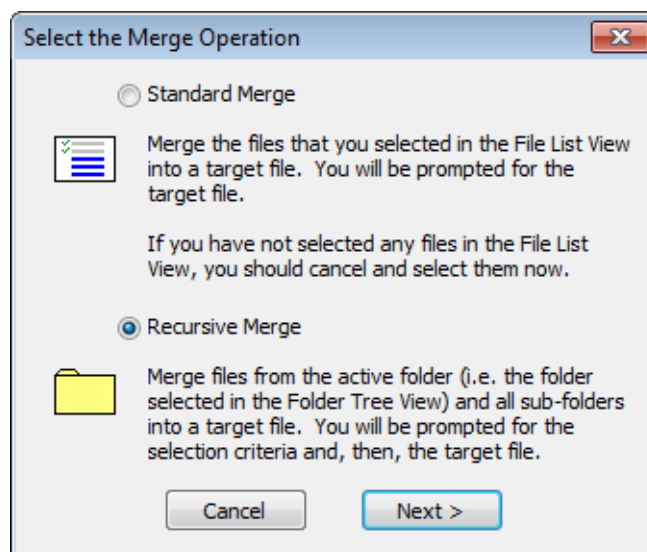 Select the Merge Operation
Standard Merge
Merge the files that you selected in the File List View
into a target file.  You will be prompted for the
target file.
If you have not selected any files in the File List
View, you should cancel and select them now.
Recursive Merge
Merge files from the active folder (i.e. the folder
selected in the Folder Tree View) and all sub-folders
into a target file.  You will be prompted for the
selection criteria and, then, the target file.
Cancel
Next >